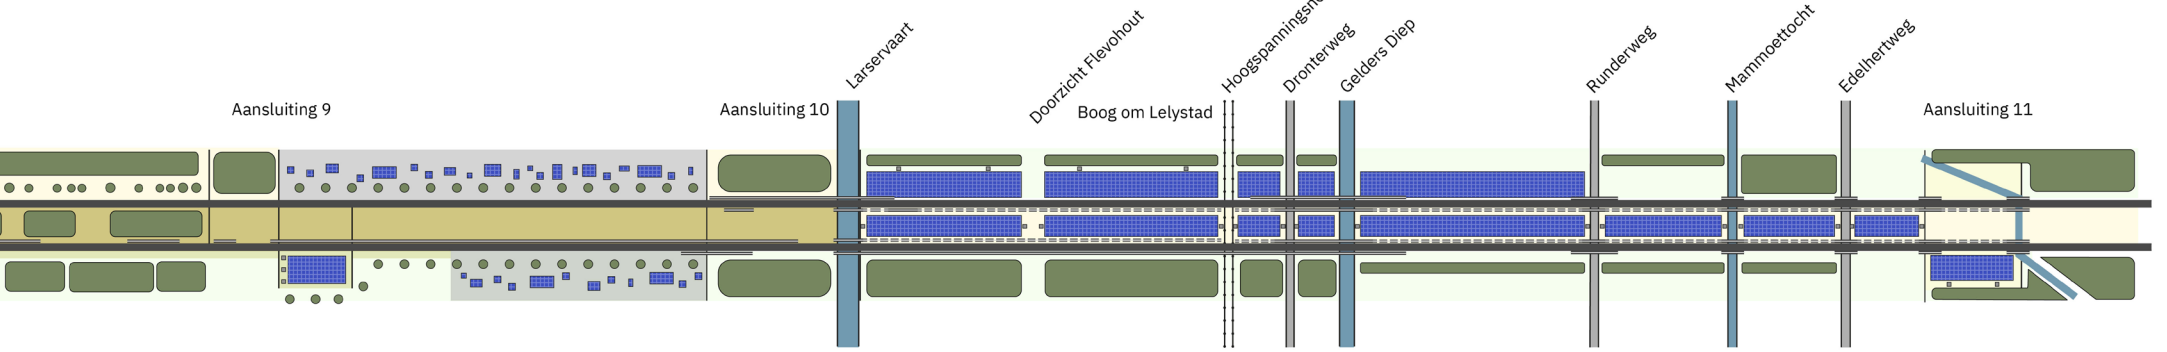 Aansluiting 9
Aansluiting 10
Larservaart
Doorzicht Flevohout
Boog om Lelystad
Dronterweg
Gelders Diep
Runderweg
Mammoettocht
Edelhertweg
Aansluiting 11